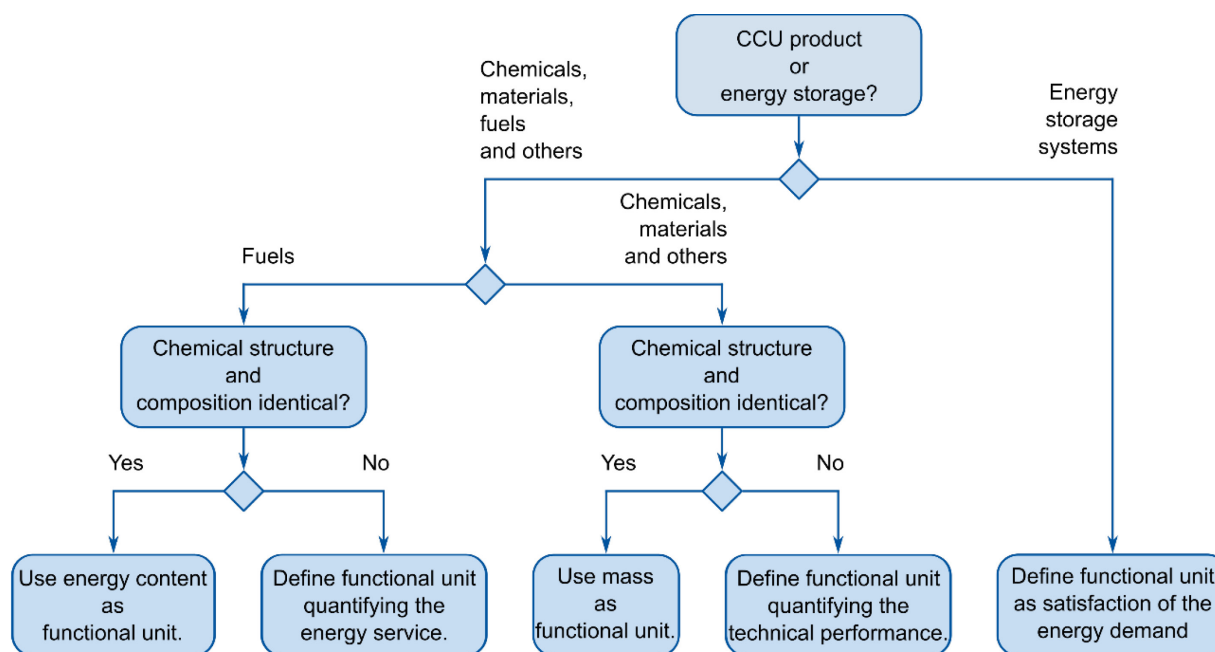 CCU product
or
energy storage?
Chemicals,
materials,
fuels
and others
Energy
storage
systems
Chemicals,
materials
and others
Fuels
Chemical structure
and
composition identical?
Chemical structure
and
composition identical?
Yes
No
Yes
No
Use energy content
as
functional unit.
Define functional unit
quantifying the
energy service.
Use mass
as
functional unit.
Define functional unit
quantifying the
technical performance.
Define functional unit
as satisfaction of the
energy demand